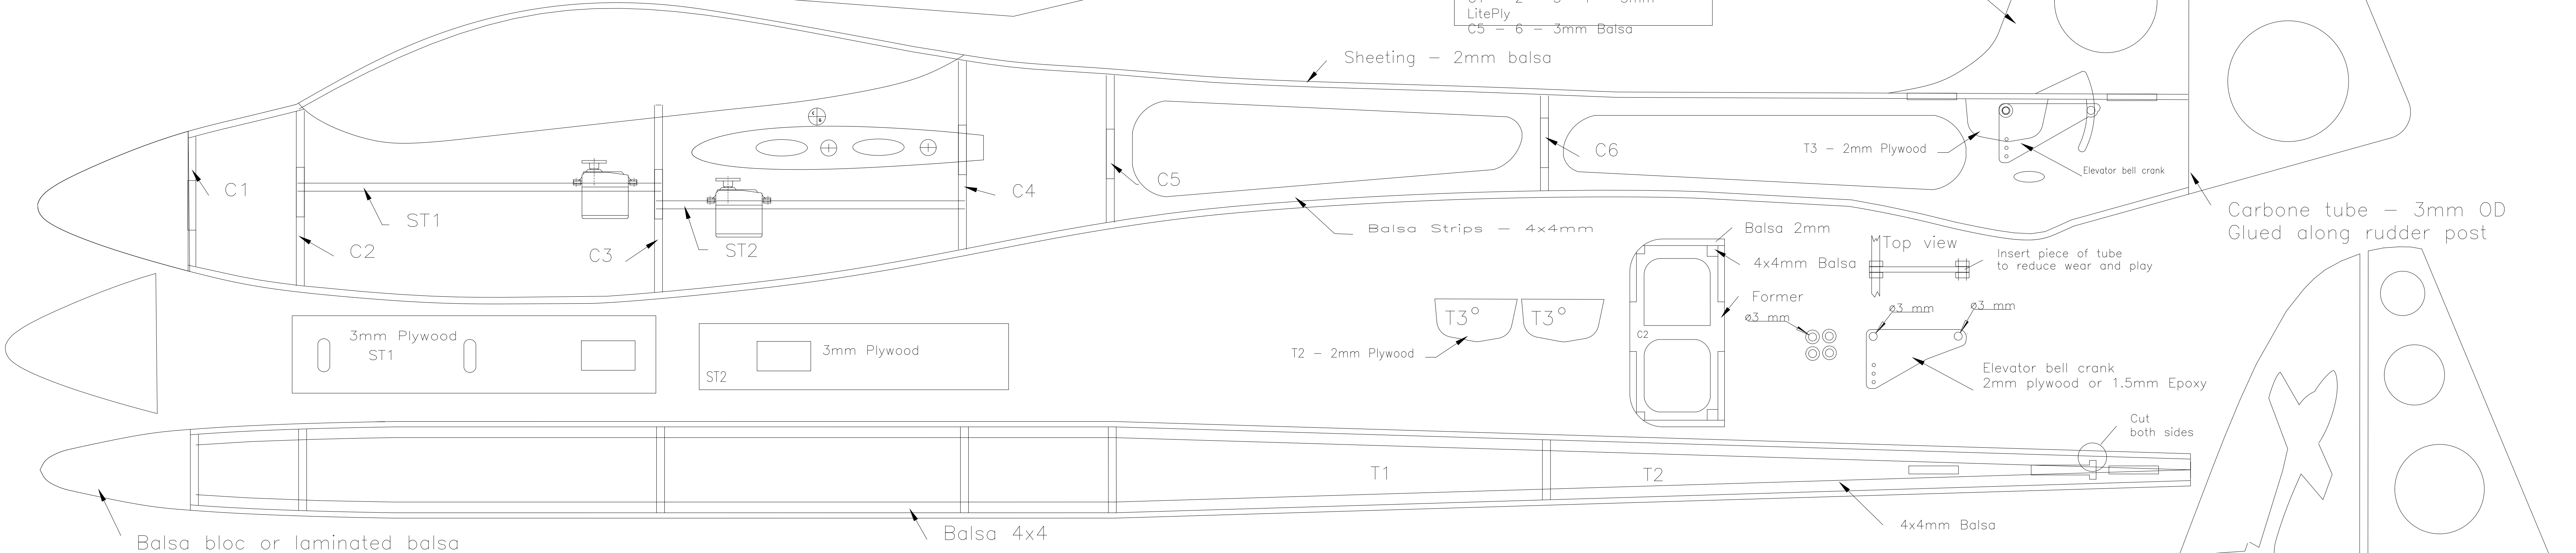 LitePly
C5 - 6 - 3mm Balsa
Sheeting - 2mm balsa
T3 - 2mm Plywood
Elevator bell crank
C1
C2
C3
C4
C5
C6
ST1
ST2
Balsa Strips - 4x4mm
Carbone tube - 3mm OD
Glued along rudder post
Balsa 2mm
4x4mm Balsa
Former
C2
Top view
Insert piece of tube
to reduce wear and play
ø3 mm
ø3 mm
ø3 mm
T3
T3
T2 - 2mm Plywood
Elevator bell crank
2mm plywood or 1.5mm Epoxy
3mm Plywood
ST1
3mm Plywood
ST2
Cut
both sides
T1
T2
4x4mm Balsa
Balsa 4x4
Balsa bloc or laminated balsa